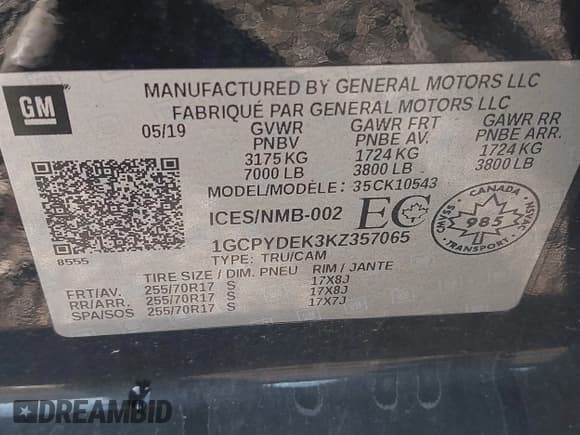 GM
MANUFACTURED BY GENERAL MOTORS LLC
FABRIQUÉ PAR GENERAL MOTORS LLC
05/19 GVWR GAWR FRT GAWR RR
PNBV PNBE AV. PNBE ARR.
3175 KG 1724 KG 1724 KG
7000 LB 3800 LB 3800 LB
MODEL/MODÈLE: 35CK10543
ICES/NMB-002 EC
CANADA
SVAC NSVAC
985
TRANSPORT
1GCPYDEK3KZ357065
8555
TYPE: TRU/CAM
TIRE SIZE / DIM. PNEU RIM / JANTE
FRT/AV. 255/70R17 S 17X8J
RR/ARR. 255/70R17 S 17X8J
SPA/SOS 255/70R17 S 17X7J
DREAMBID